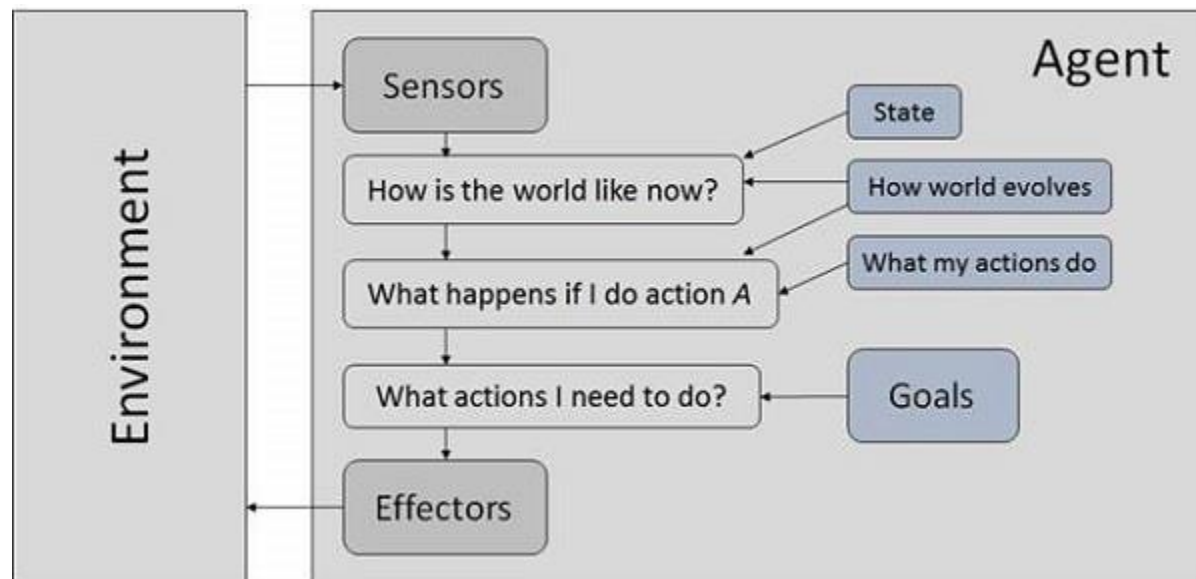 Environment
Agent
Sensors
State
How is the world like now?
How world evolves
What my actions do
What happens if I do action A
What actions I need to do?
Goals
Effectors